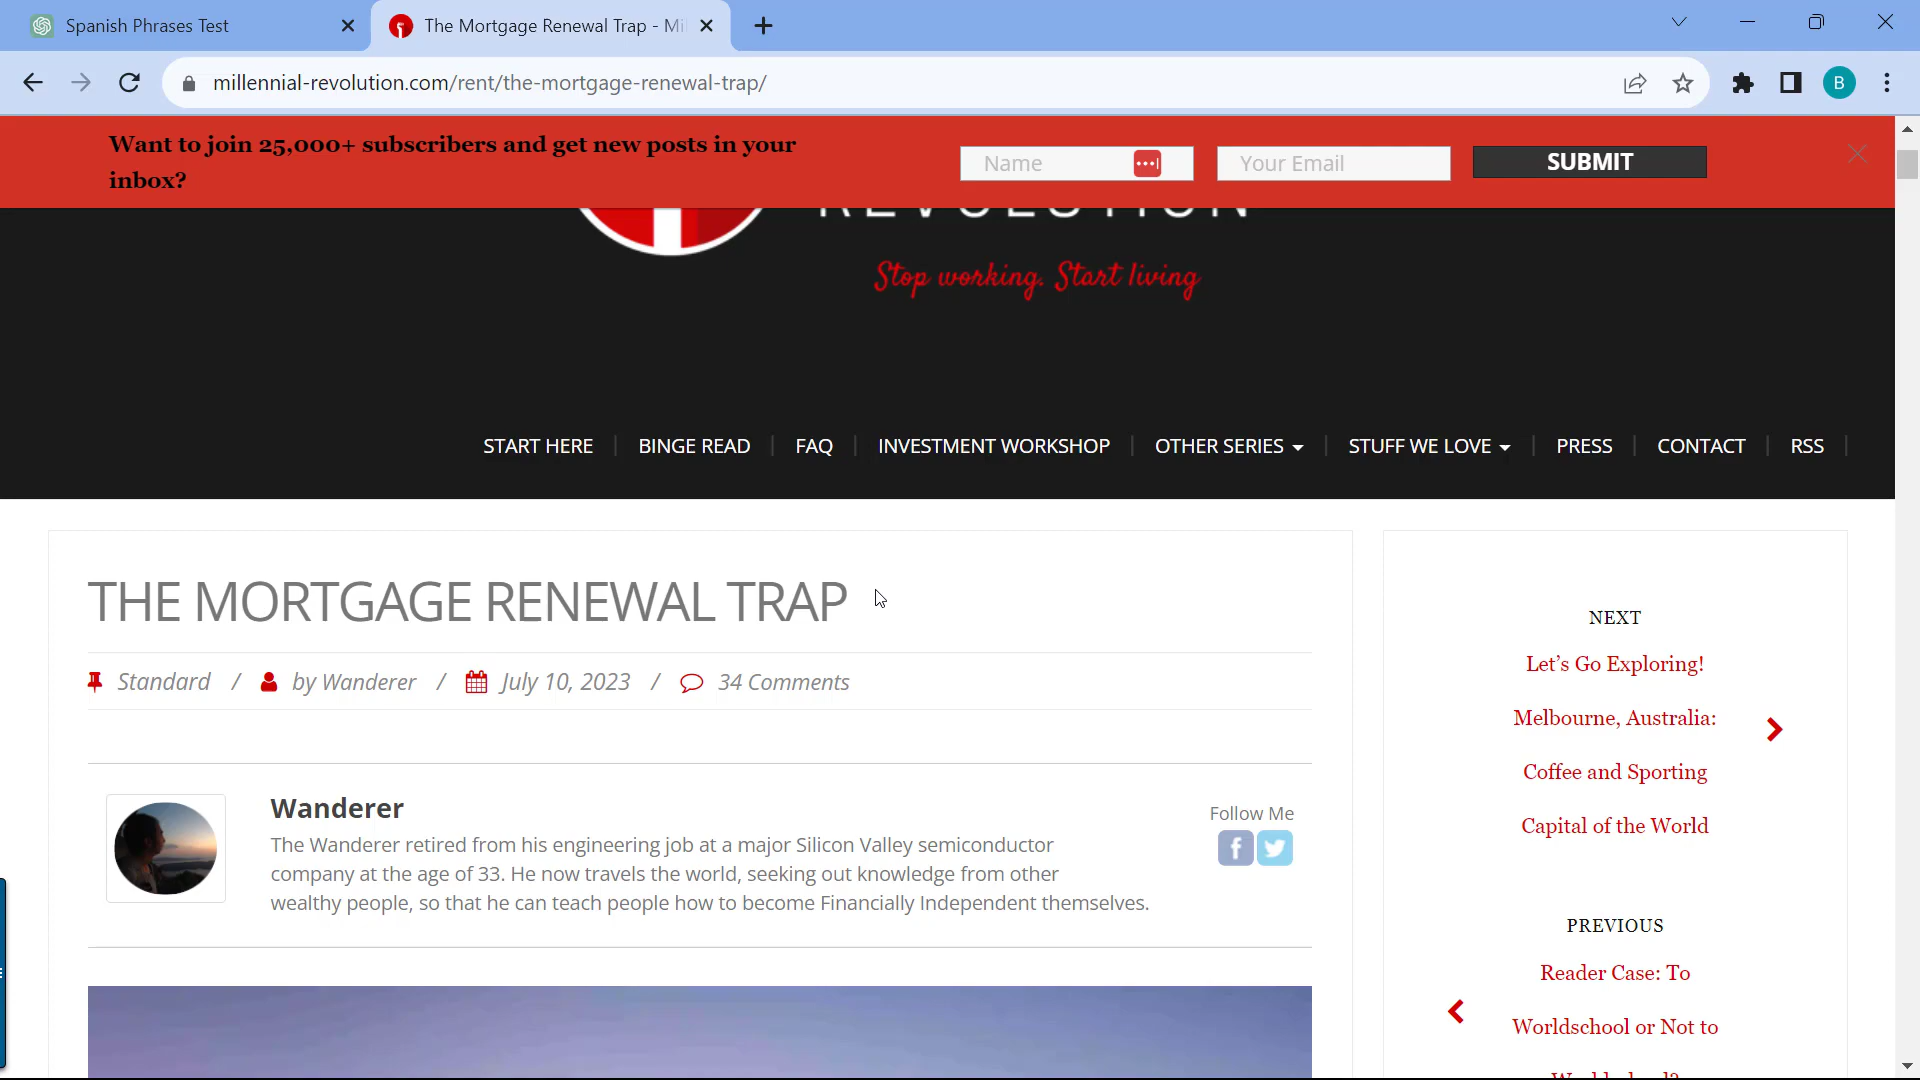 Spanish Phrases Test
The Mortgage Renewal Trap - Mi
millennial-revolution.com/rent/the-mortgage-renewal-trap/
B
Want to join 25,000+ subscribers and get new posts in your
inbox?
Name
Your Email
SUBMIT
REVOLUTION
Stop working. Start living
START HERE
BINGE READ
FAQ
INVESTMENT WORKSHOP
OTHER SERIES
STUFF WE LOVE
PRESS
CONTACT
RSS
THE MORTGAGE RENEWAL TRAP
Standard / by Wanderer / July 10, 2023 / 34 Comments
Wanderer
The Wanderer retired from his engineering job at a major Silicon Valley semiconductor
company at the age of 33. He now travels the world, seeking out knowledge from other
wealthy people, so that he can teach people how to become Financially Independent themselves.
Follow Me
NEXT
Let's Go Exploring!
Melbourne, Australia:
Coffee and Sporting
Capital of the World
PREVIOUS
Reader Case: To
Worldschool or Not to